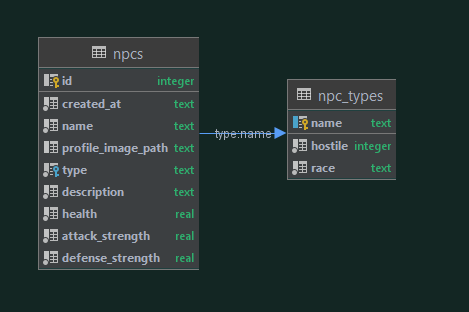 npcs
id integer
created_at text
name text
profile_image_path text
type text
description text
health real
attack_strength real
defense_strength real
type:name
npc_types
name text
hostile integer
race text